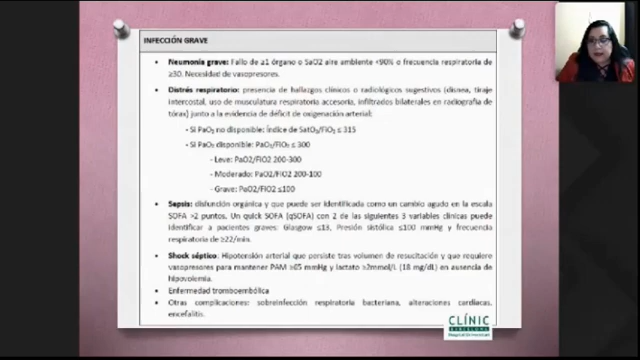 INFECCIÓN GRAVE
• Neumonía grave: Fallo de ≥1 órgano o SaO2 aire ambiente <90% o frecuencia respiratoria de
≥30. Necesidad de vasopresores.
• Distrés respiratorio: presencia de hallazgos clínicos o radiológicos sugestivos (disnea, tiraje
intercostal, uso de musculatura respiratoria accesoria, infiltrados bilaterales en radiografía de
tórax) junto a la evidencia de déficit de oxigenación arterial:
- Si PaO2 no disponible: Índice de SatO2/FiO2 ≤ 315
- Si PaO2 disponible: PaO2/FiO2 ≤ 300
- Leve: PaO2/FIO2 200-300
- Moderado: PaO2/FIO2 200-100
- Grave: PaO2/FIO2 ≤100
• Sepsis: disfunción orgánica y que puede ser identificada como un cambio agudo en la escala
SOFA >2 puntos. Un quick SOFA (qSOFA) con 2 de las siguientes 3 variables clínicas puede
identificar a pacientes graves: Glasgow ≤13, Presión sistólica ≤100 mmHg y frecuencia
respiratoria de ≥22/min.
• Shock séptico: Hipotensión arterial que persiste tras volumen de resucitación y que requiere
vasopresores para mantener PAM ≥65 mmHg y lactato ≥2mmol/L (18 mg/dL) en ausencia de
hipovolemia.
• Enfermedad tromboembólica
• Otras complicaciones: sobreinfección respiratoria bacteriana, alteraciones cardíacas,
encefalitis.
CLÍNIC
BARCELONA
Hospital Universitari